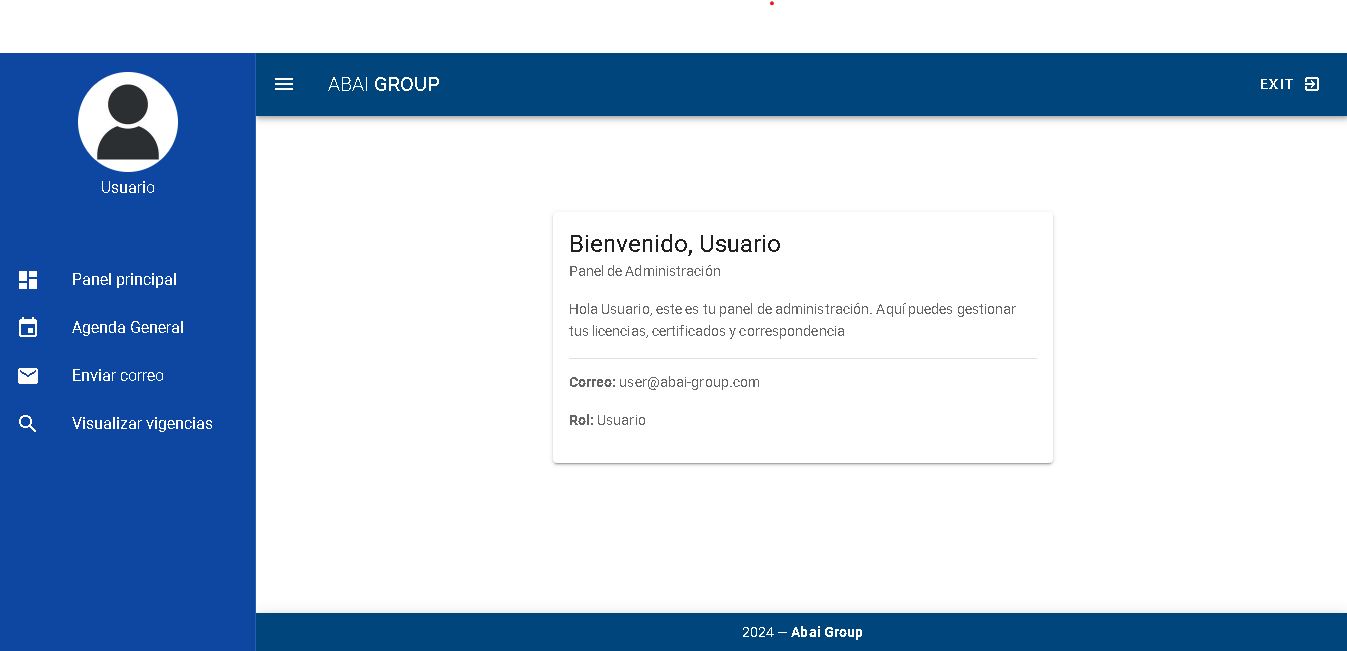 ABAI GROUP
EXIT
Usuario
Panel principal
Agenda General
Enviar correo
Visualizar vigencias
Bienvenido, Usuario
Panel de Administración
Hola Usuario, este es tu panel de administración. Aquí puedes gestionar
tus licencias, certificados y correspondencia
Correo: user@abai-group.com
Rol: Usuario
2024 — Abai Group